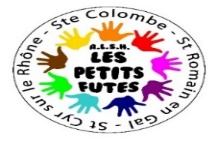 St Cyr sur le Rhône - Ste Colombe - St Romain en Gal -
A.L.S.H.
LES
PETITS
FUTES